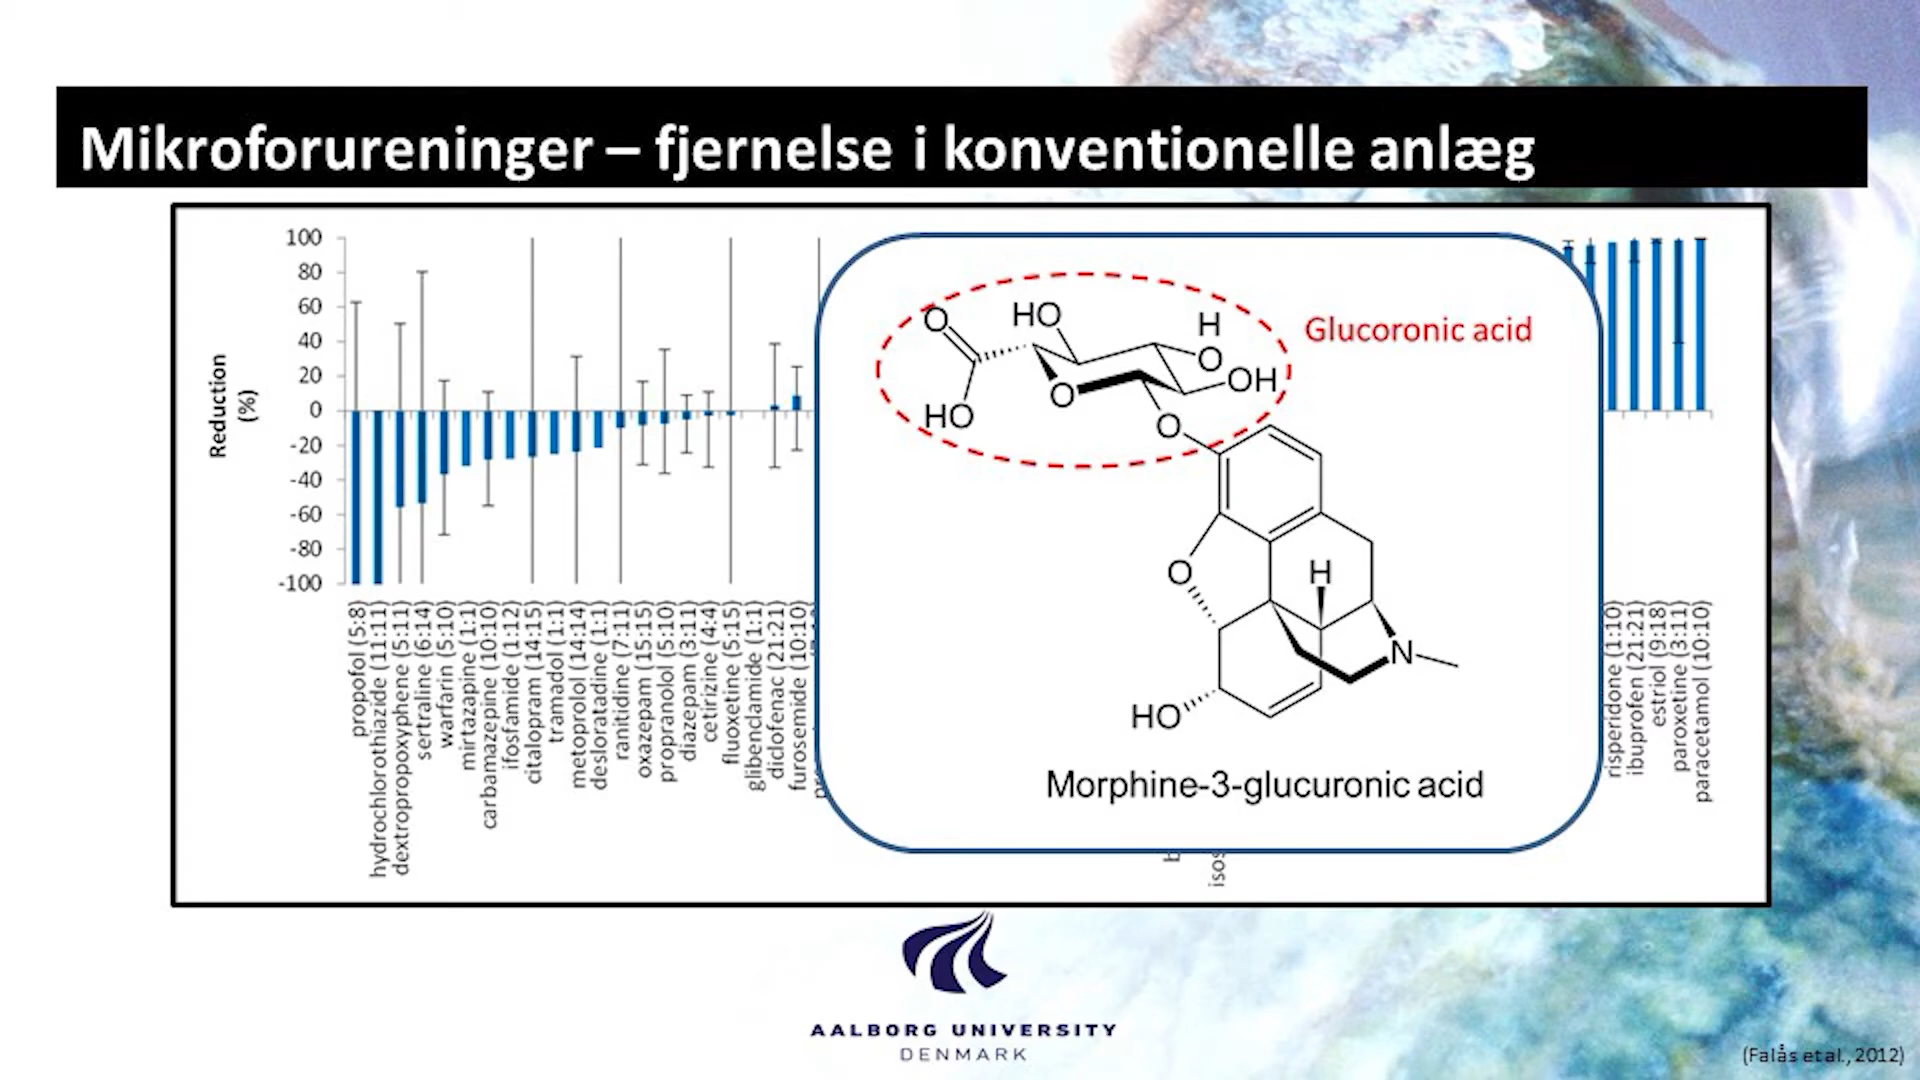 Mikroforureninger – fjernelse i konventionelle anlæg
100
80
60
40
20
0
-20
-40
-60
-80
-100
Reduction
(%)
propofol (5:8)
hydrochlorothiazide (11:11)
dextropropoxyphene (5:11)
sertraline (6:14)
warfarin (5:10)
mirtazapine (1:1)
carbamazepine (10:10)
ifosfamide (1:12)
citalopram (14:15)
tramadol (1:1)
metoprolol (14:14)
desloratadine (1:1)
ranitidine (7:11)
oxazepam (15:15)
propranolol (5:10)
diazepam (3:11)
cetirizine (4:4)
fluoxetine (5:15)
glibenclamide (1:1)
diclofenac (21:21)
furosemide (10:10)
isos
risperidone (1:10)
ibuprofen (21:21)
estriol (9:18)
paroxetine (3:11)
paracetamol (10:10)
Glucoronic acid
O
HO
H
O
OH
O
HO
O
O
H
N
HO
Morphine-3-glucuronic acid
AALBORG UNIVERSITY
DENMARK
(Falås et al., 2012)